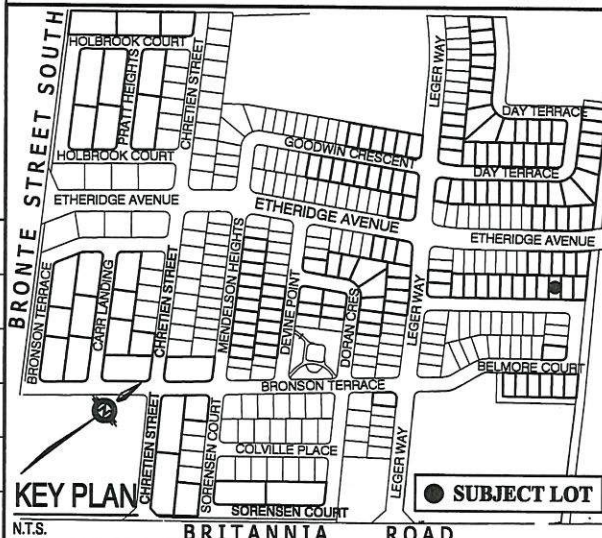 HOLBROOK COURT
BRONTE STREET SOUTH
PRATT HEIGHTS
CHRETIEN STREET
LEGER WAY
DAY TERRACE
GOODWIN CRESCENT
HOLBROOK COURT
DAY TERRACE
ETHERIDGE AVENUE
ETHERIDGE AVENUE
ETHERIDGE AVENUE
BRONSON TERRACE
CARR LANDING
CHRETIEN STREET
MENDELSON HEIGHTS
DEVINE POINT
DORAN CRES
LEGER WAY
BELMORE COURT
BRONSON TERRACE
N
CHRETIEN STREET
SORENSEN COURT
COLVILLE PLACE
LEGER WAY
KEY PLAN
SUBJECT LOT
SORENSEN COURT
N.T.S.
BRITANNIA ROAD